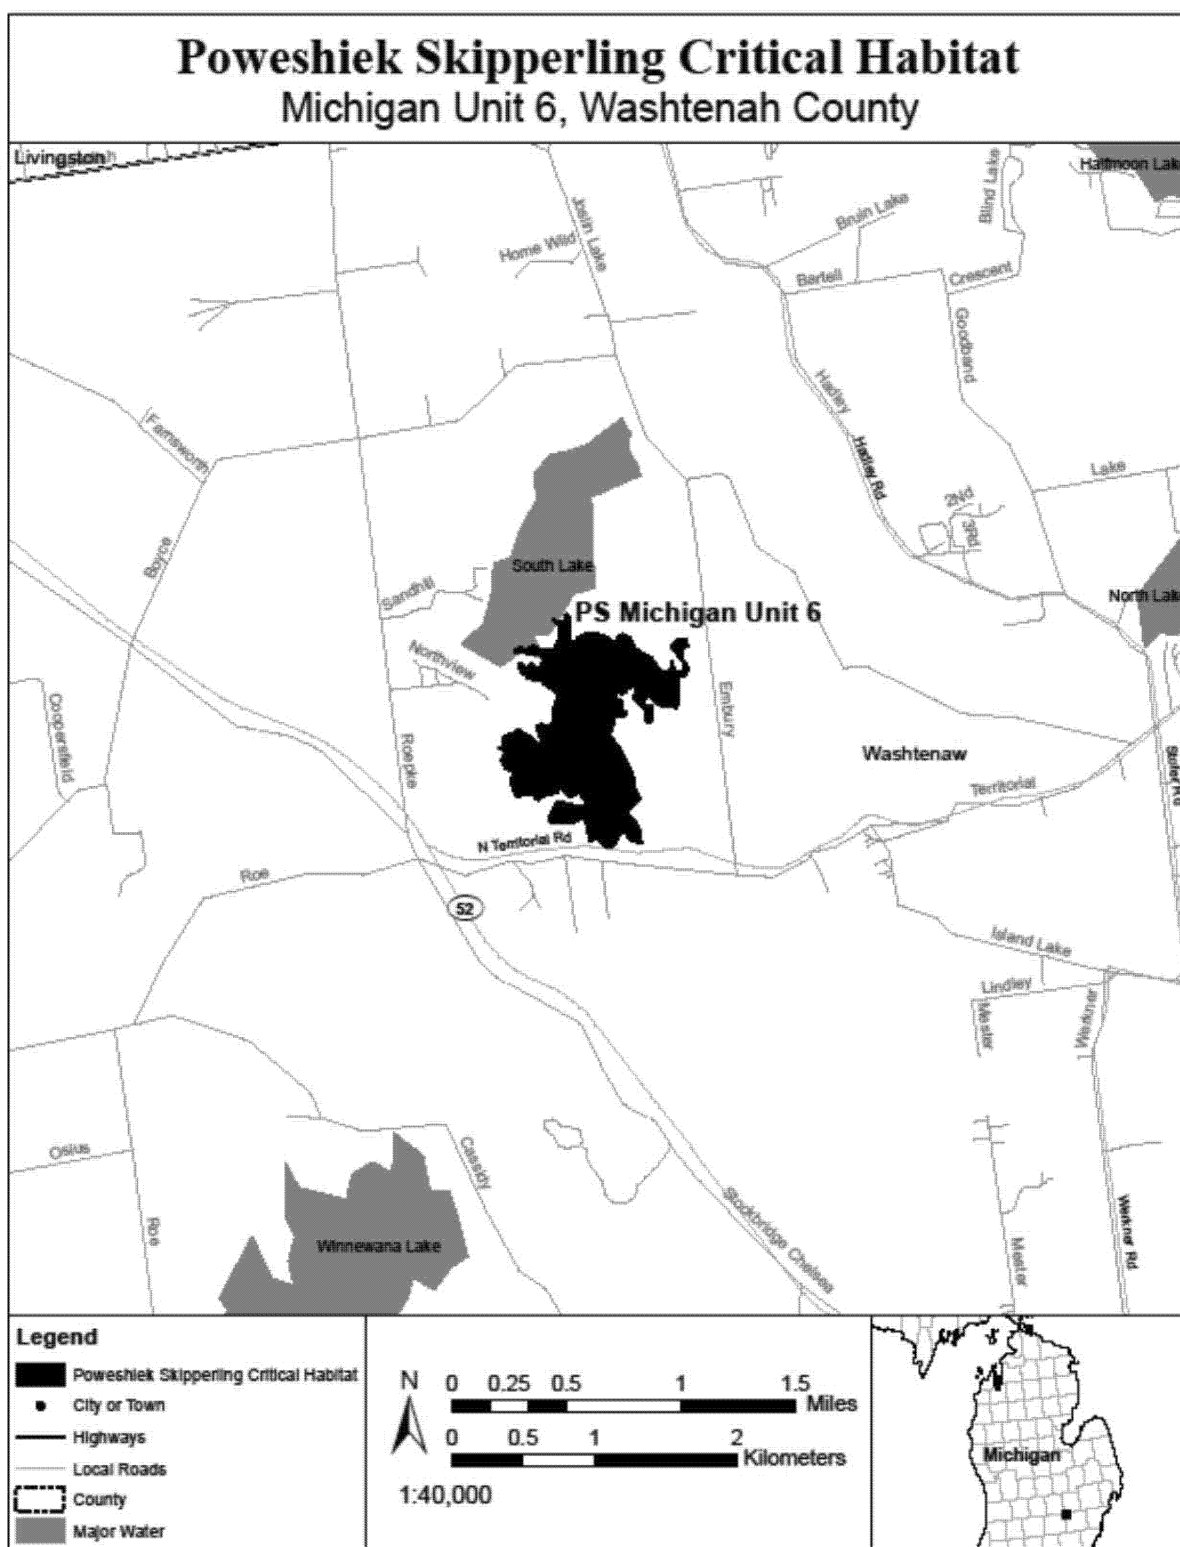 Poweshiek Skipperling Critical Habitat
Michigan Unit 6, Washtenah County
Livingston
Halfmoon Lake
Blind Lake
Bruin Lake
Joslin Lake
Home Wild
Bartell
Crescent
Goodband
Hadley
Hadley Rd
Farnsworth
Lake
2Nd
3Rd
Boyce
South Lake
Sandhill
North Lake
PS Michigan Unit 6
Northview
Embury
Coopersfield
Roepke
Washtenaw
Territorial
N Territorial Rd
Roe
52
Island Lake
Lindley
Mester
Werkner
Osius
Cassidy
Roe
Winnewana Lake
Stockbridge Chelsea
Mester
Werkner Rd
Legend
Poweshiek Skipperling Critical Habitat
City or Town
Highways
Local Roads
County
Major Water
N
0 0.25 0.5 1 1.5
Miles
0 0.5 1 2
Kilometers
1:40,000
Michigan